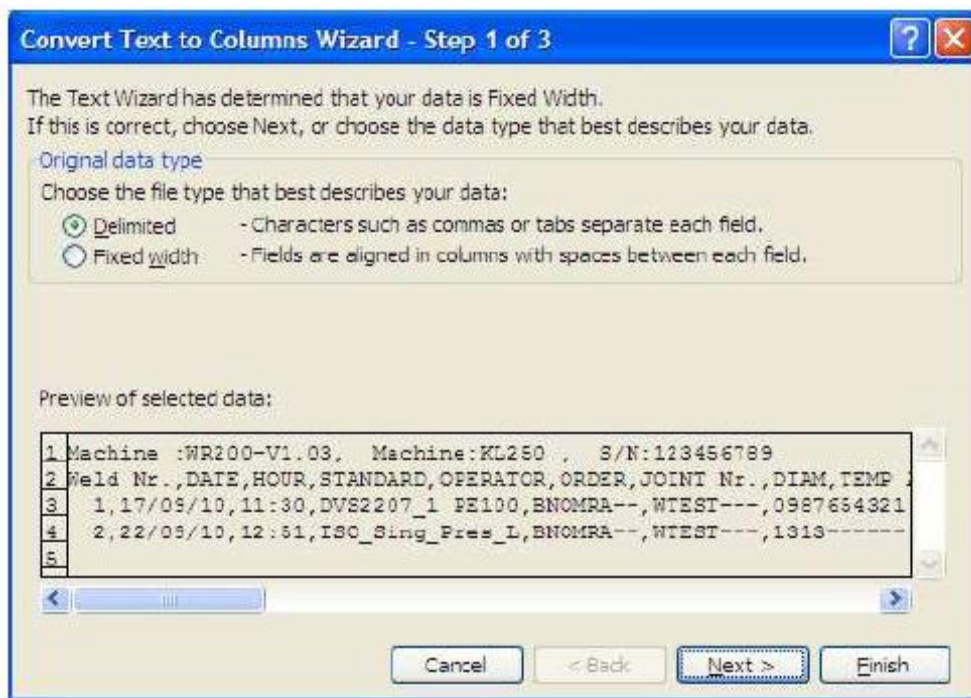 Convert Text to Columns Wizard - Step 1 of 3
The Text Wizard has determined that your data is Fixed Width.
If this is correct, choose Next, or choose the data type that best describes your data.
Original data type
Choose the file type that best describes your data:
Delimited - Characters such as commas or tabs separate each field.
Fixed width - Fields are aligned in columns with spaces between each field.
Preview of selected data:
1 Machine :WR200-V1.03, Machine:KL250 , S/N:123456789
2 Weld Nr.,DATE,HOUR,STANDARD,OPERATOR,ORDER,JOINT Nr.,DIAM,TEMP
3 1,17/09/10,11:30,DVS2207_1 PE100,BNOMRA--,WTEST---,0987654321
4 2,22/09/10,12:51,ISO_Sing_Pres_L,BNOMRA--,WTEST---,1313------
5
Cancel < Back Next > Finish